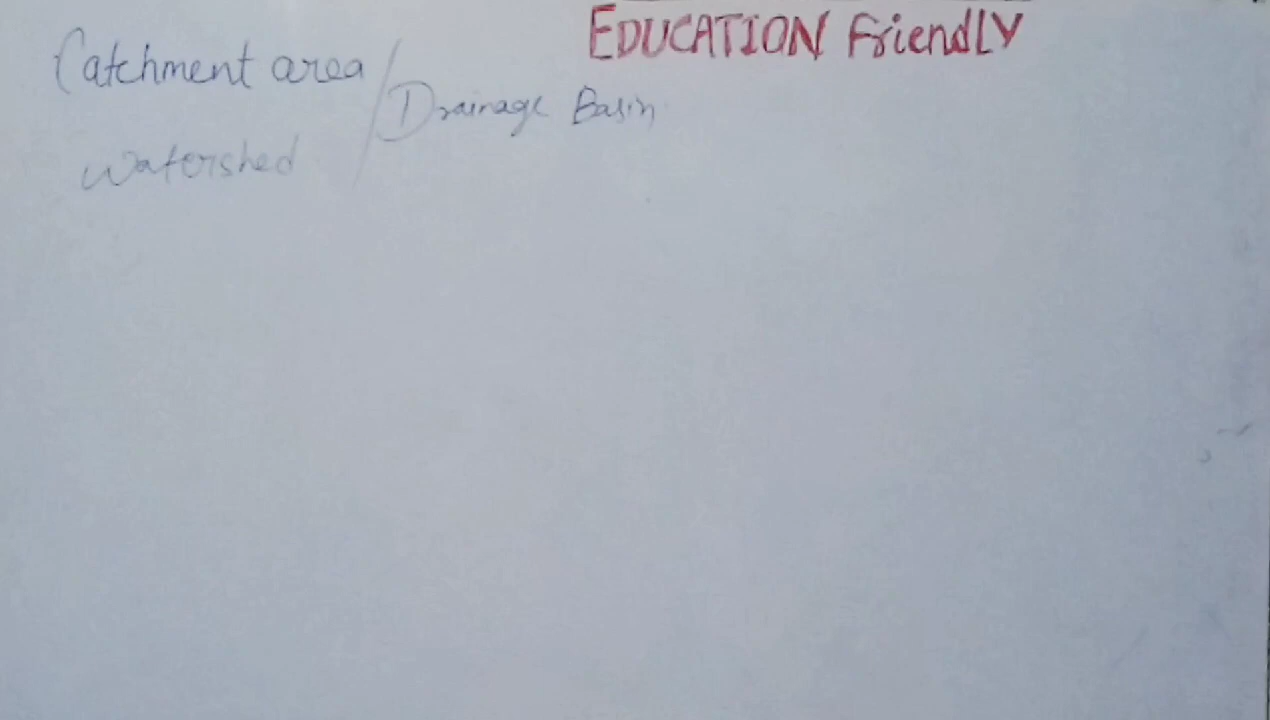 EDUCATION Friendly
Catchment area /
Drainage Basin
Watershed